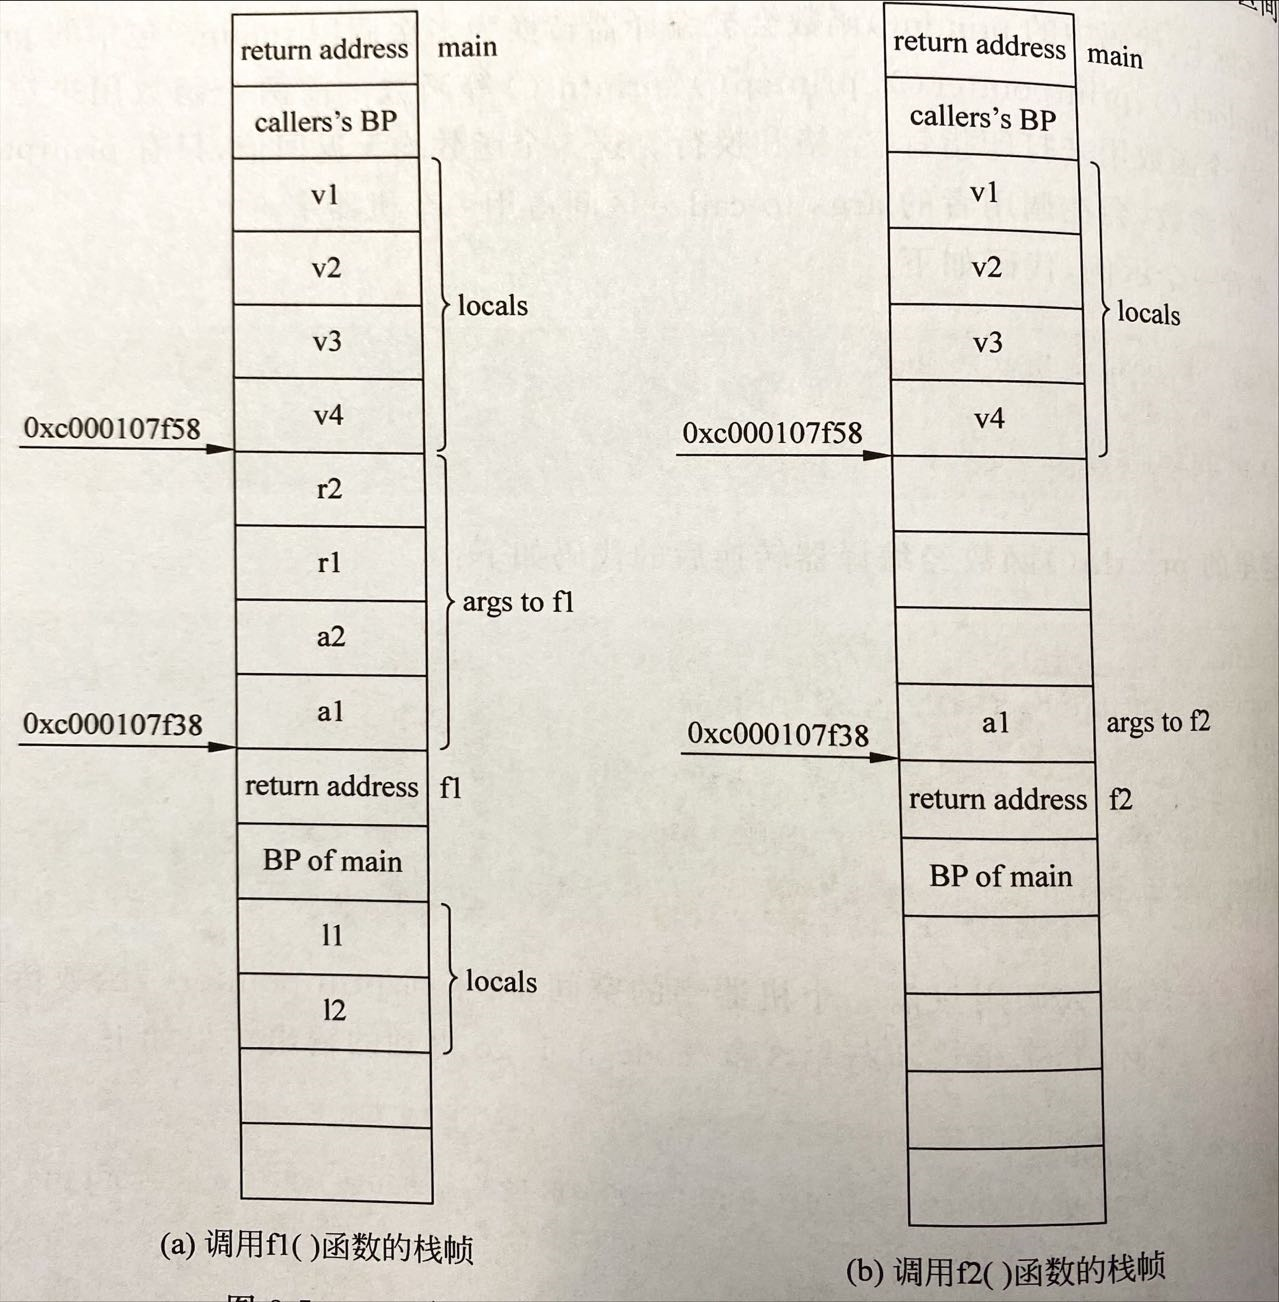 return address main
callers's BP
v1
v2
locals
v3
v4
0xc000107f58
r2
r1
args to f1
a2
a1
0xc000107f38
return address f1
BP of main
l1
locals
l2
(a) 调用f1( )函数的栈帧
return address main
callers's BP
v1
v2
locals
v3
v4
0xc000107f58
a1 args to f2
0xc000107f38
return address f2
BP of main
(b) 调用f2( )函数的栈帧